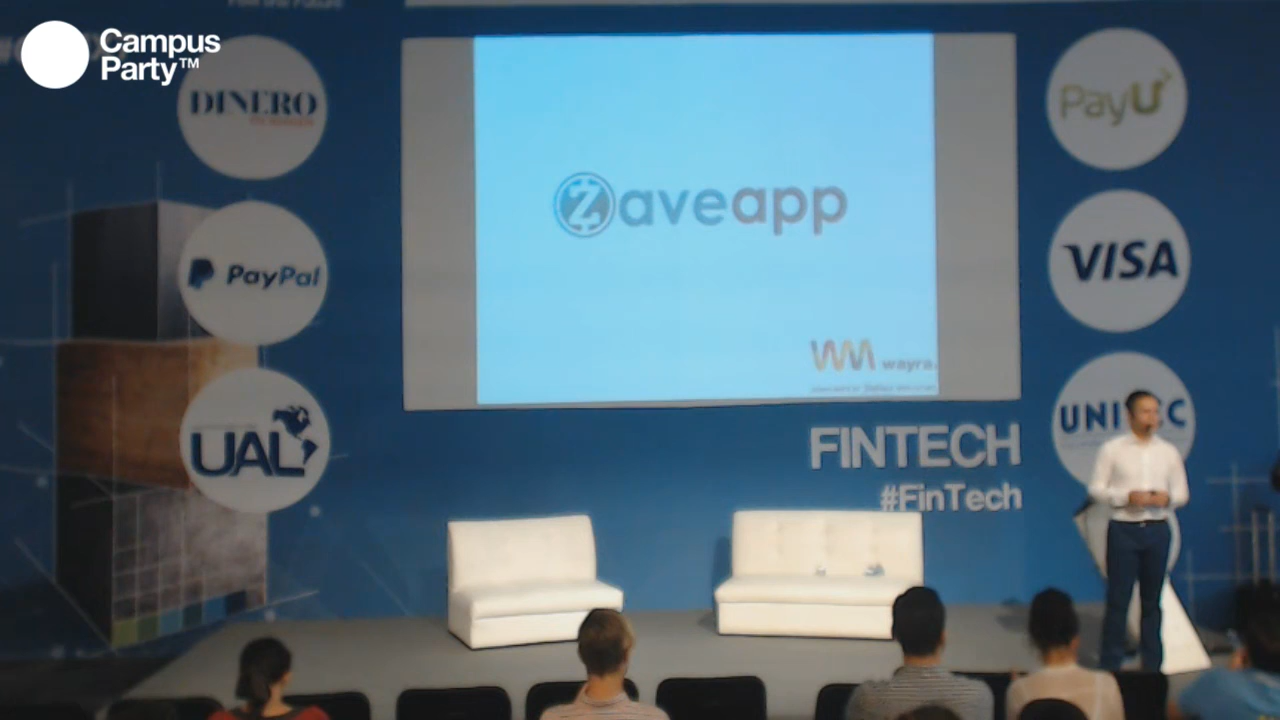 Campus
Party™
DINERO
PayU
Zaveapp
PayPal
VISA
wayra
UAL
FINTECH
#FinTech